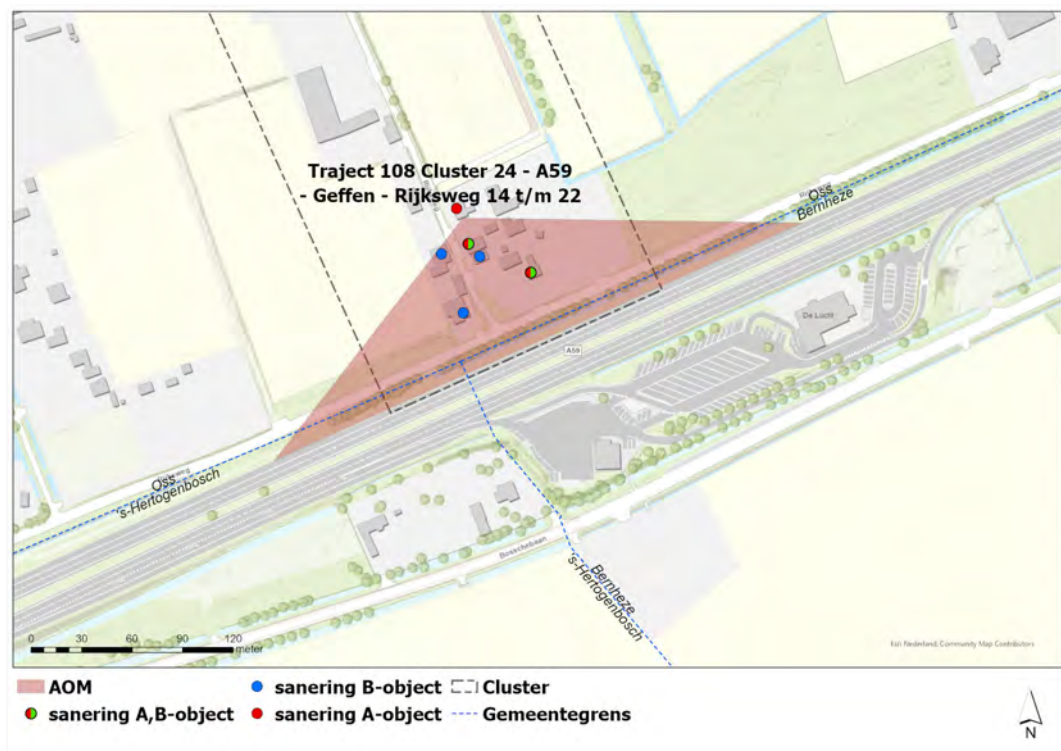 Traject 108 Cluster 24 - A59
- Geffen - Rijksweg 14 t/m 22
Oss
Bernheze
De Lucht
A59
Oss
's-Hertogenbosch
Bosschebaan
Bernheze
's-Hertogenbosch
0 30 60 90 120
meter
Esri Nederland, Community Map Contributors
AOM
sanering B-object
Cluster
sanering A,B-object
sanering A-object
Gemeentegrens
N